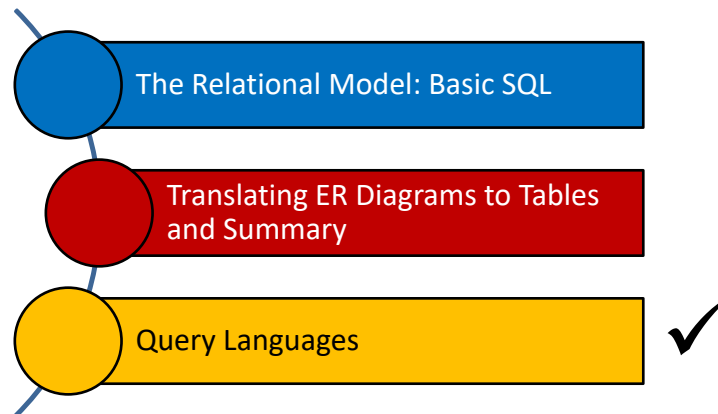 The Relational Model: Basic SQL
Translating ER Diagrams to Tables
and Summary
Query Languages